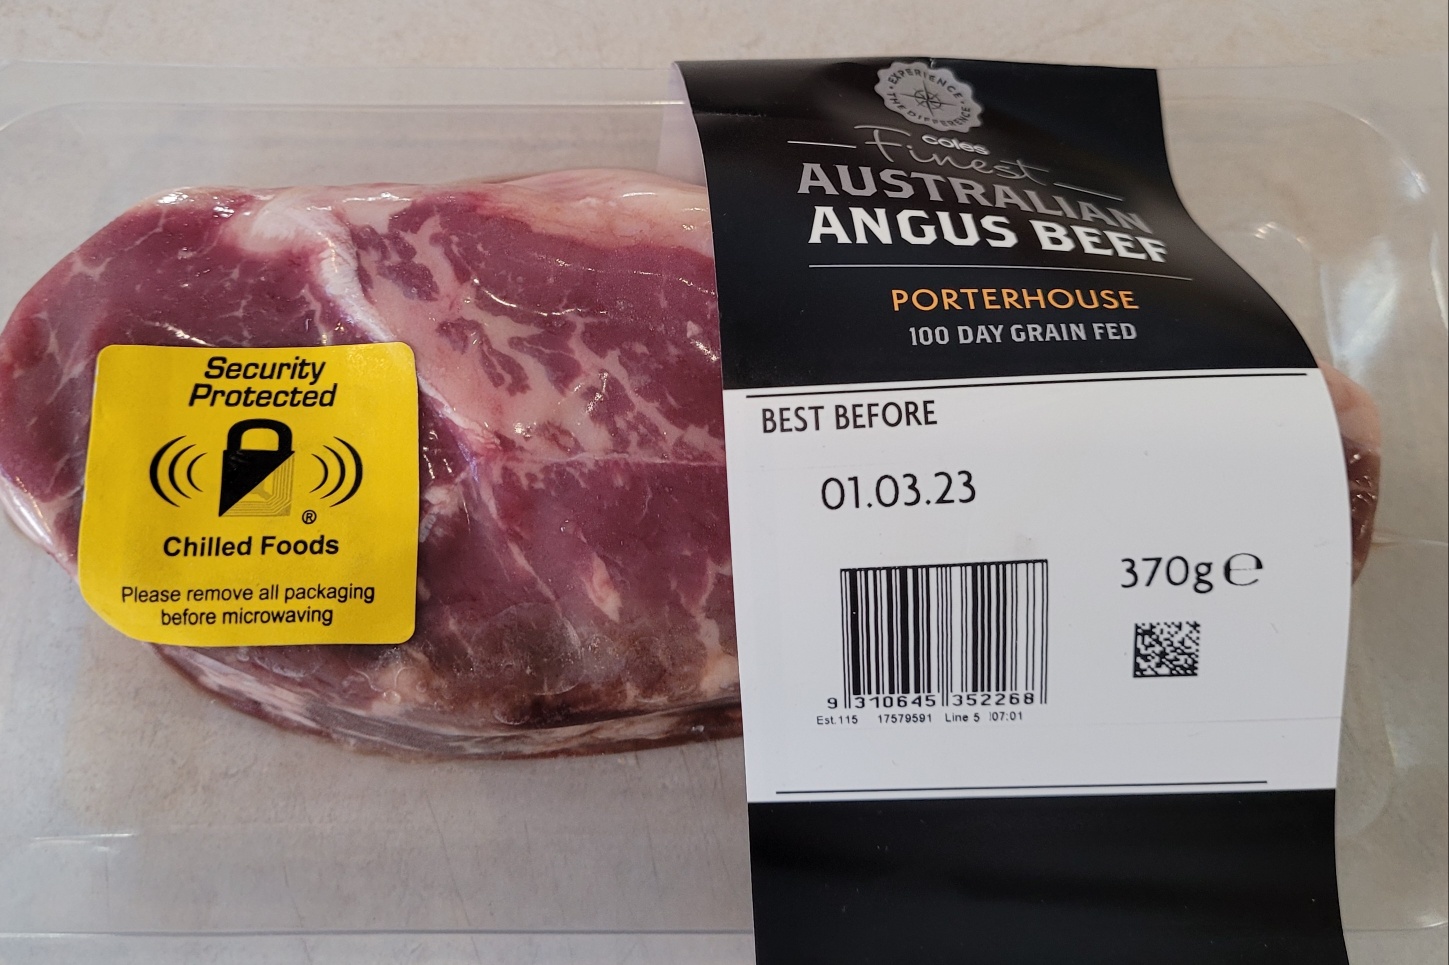 EXPERIENCE THE DIFFERENCE
coles
Finest
AUSTRALIAN
ANGUS BEEF
PORTERHOUSE
100 DAY GRAIN FED
BEST BEFORE
01.03.23
370g ℮
9 310645 352268
Est.115 17579591 Line 5 07:01
Security
Protected
®
Chilled Foods
Please remove all packaging
before microwaving